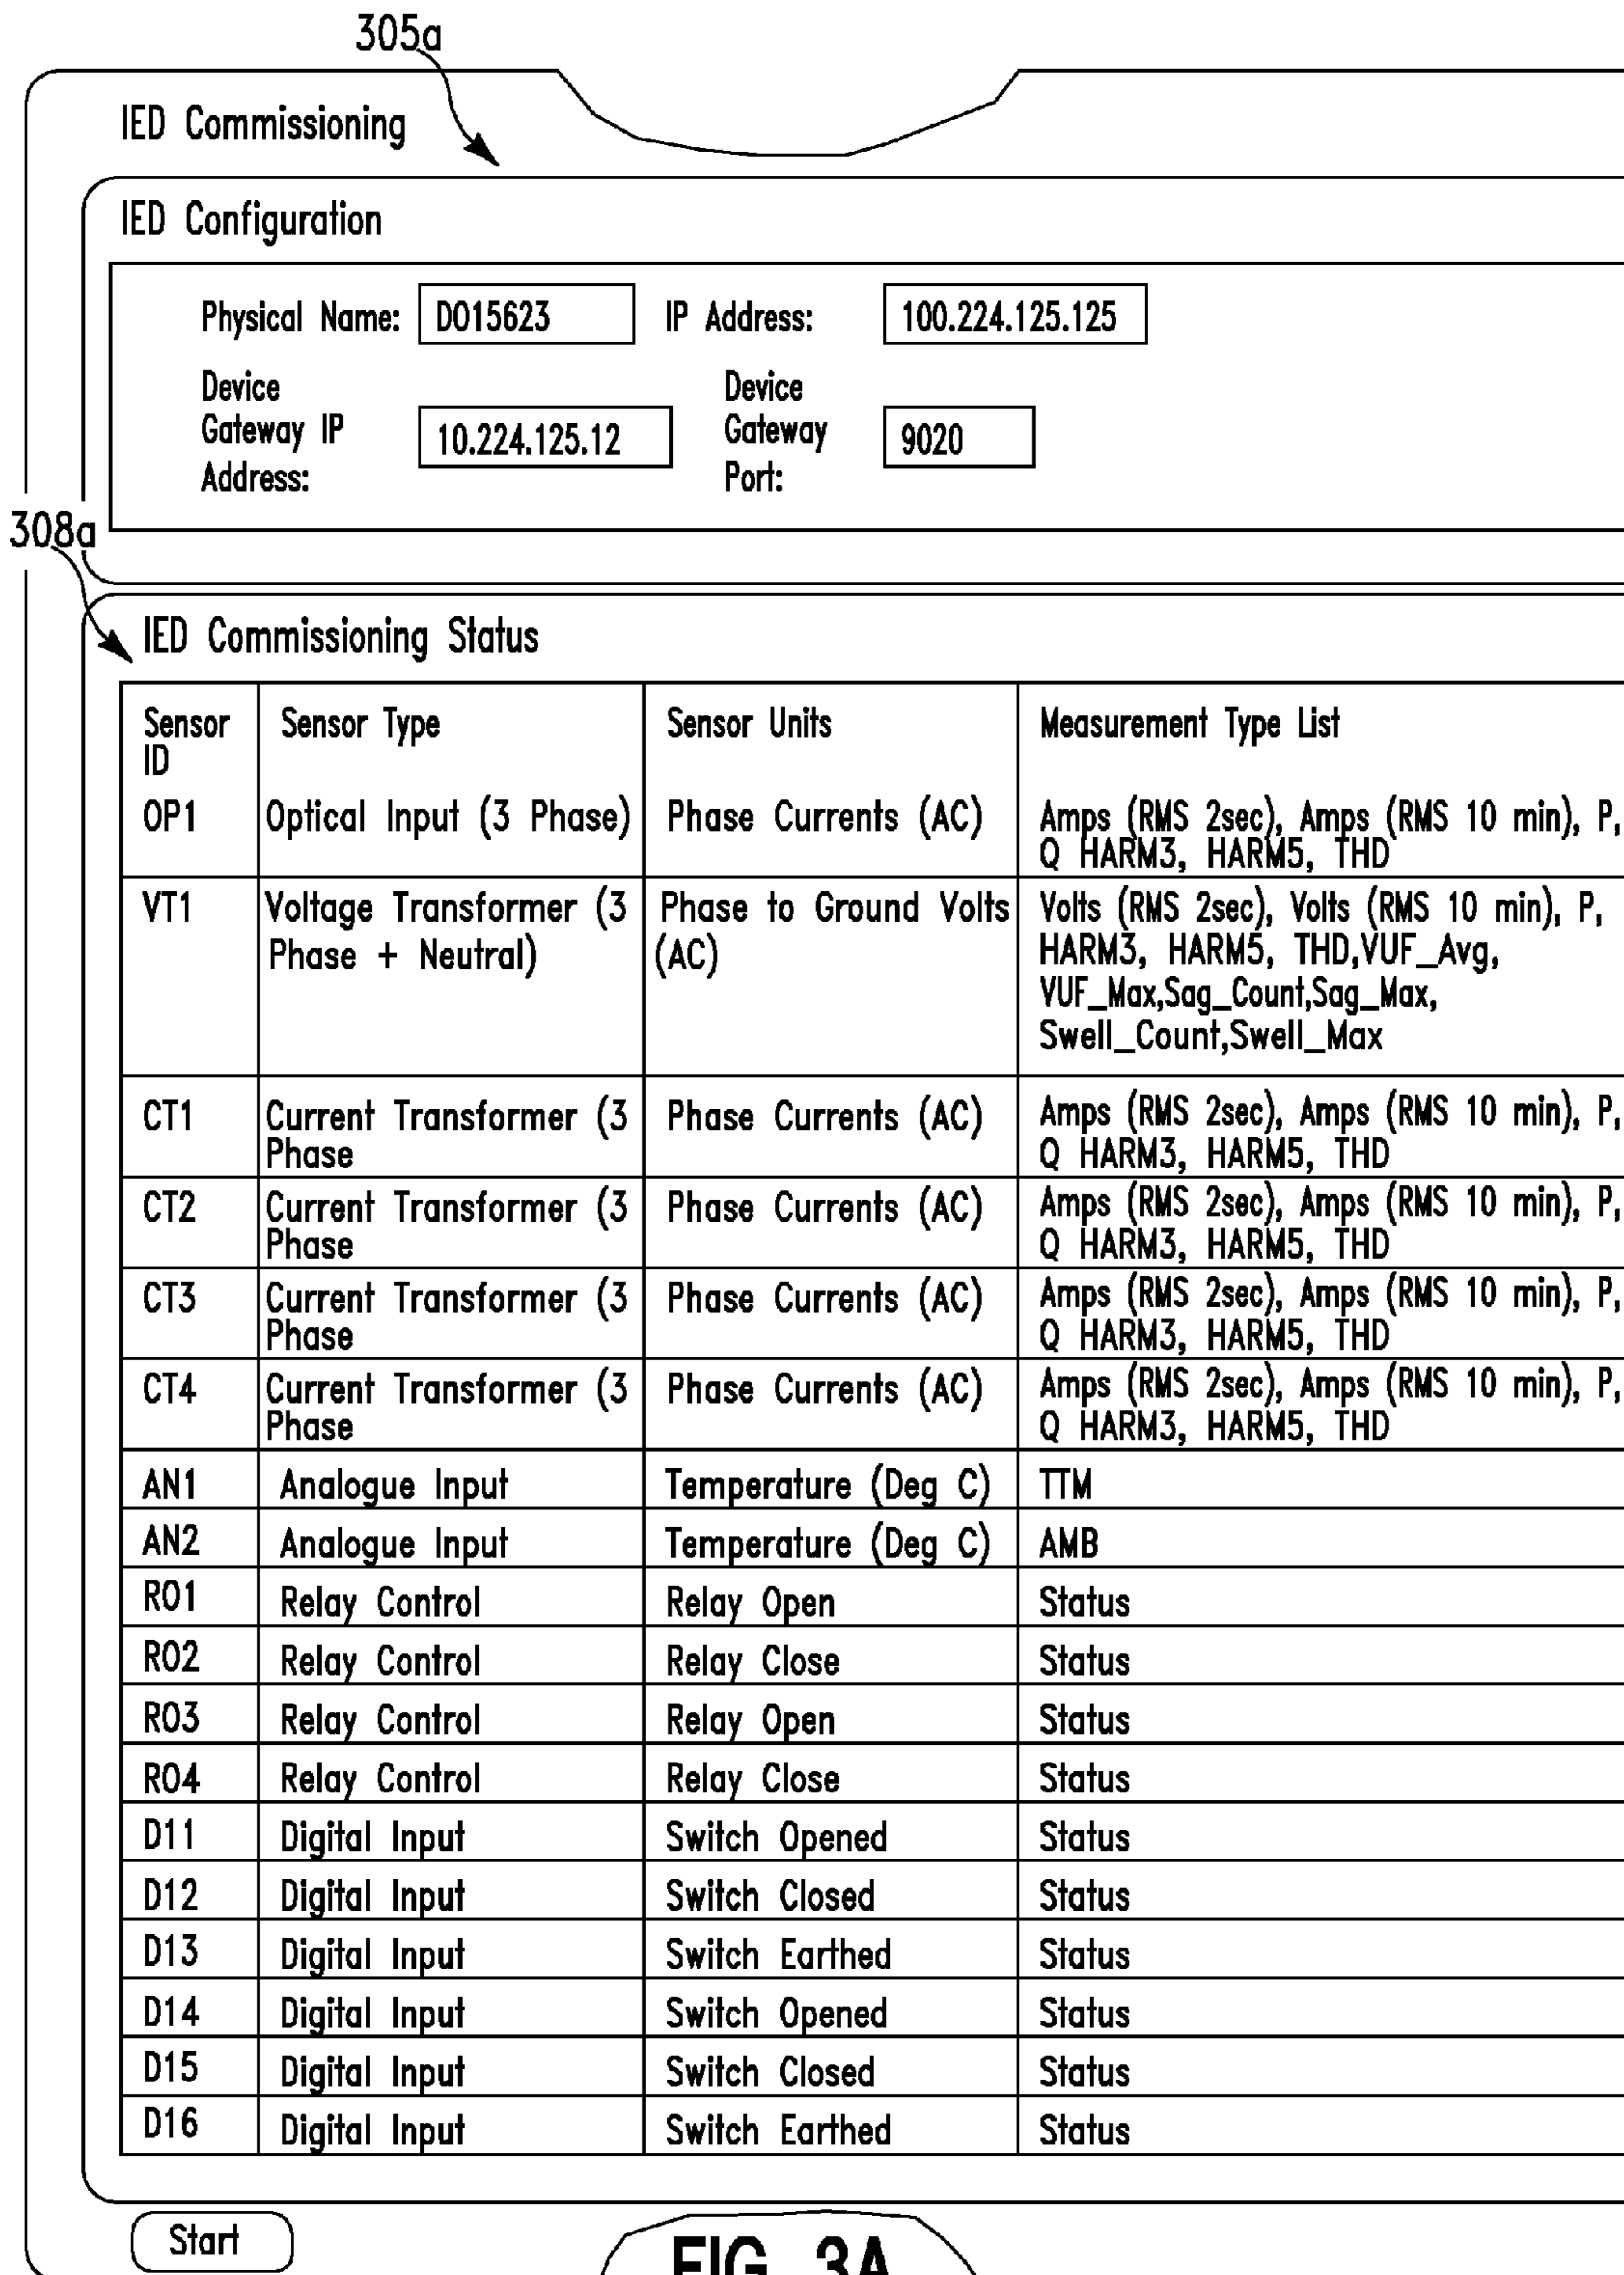 305a
IED Commissioning
IED Configuration
Physical Name: D015623 IP Address: 100.224.125.125
Device Gateway IP Address: 10.224.125.12 Device Gateway Port: 9020
308a
IED Commissioning Status
Sensor ID Sensor Type Sensor Units Measurement Type List
OP1 Optical Input (3 Phase) Phase Currents (AC) Amps (RMS 2sec), Amps (RMS 10 min), P,
Q HARM3, HARM5, THD
VT1 Voltage Transformer (3 Phase to Ground Volts Volts (RMS 2sec), Volts (RMS 10 min), P,
Phase + Neutral) (AC) HARM3, HARM5, THD,VUF_Avg,
VUF_Max,Sag_Count,Sag_Max,
Swell_Count,Swell_Max
CT1 Current Transformer (3 Phase Currents (AC) Amps (RMS 2sec), Amps (RMS 10 min), P,
Phase Q HARM3, HARM5, THD
CT2 Current Transformer (3 Phase Currents (AC) Amps (RMS 2sec), Amps (RMS 10 min), P,
Phase Q HARM3, HARM5, THD
CT3 Current Transformer (3 Phase Currents (AC) Amps (RMS 2sec), Amps (RMS 10 min), P,
Phase Q HARM3, HARM5, THD
CT4 Current Transformer (3 Phase Currents (AC) Amps (RMS 2sec), Amps (RMS 10 min), P,
Phase Q HARM3, HARM5, THD
AN1 Analogue Input Temperature (Deg C) TTM
AN2 Analogue Input Temperature (Deg C) AMB
RO1 Relay Control Relay Open Status
RO2 Relay Control Relay Close Status
RO3 Relay Control Relay Open Status
RO4 Relay Control Relay Close Status
D11 Digital Input Switch Opened Status
D12 Digital Input Switch Closed Status
D13 Digital Input Switch Earthed Status
D14 Digital Input Switch Opened Status
D15 Digital Input Switch Closed Status
D16 Digital Input Switch Earthed Status
Start
FIG. 3A